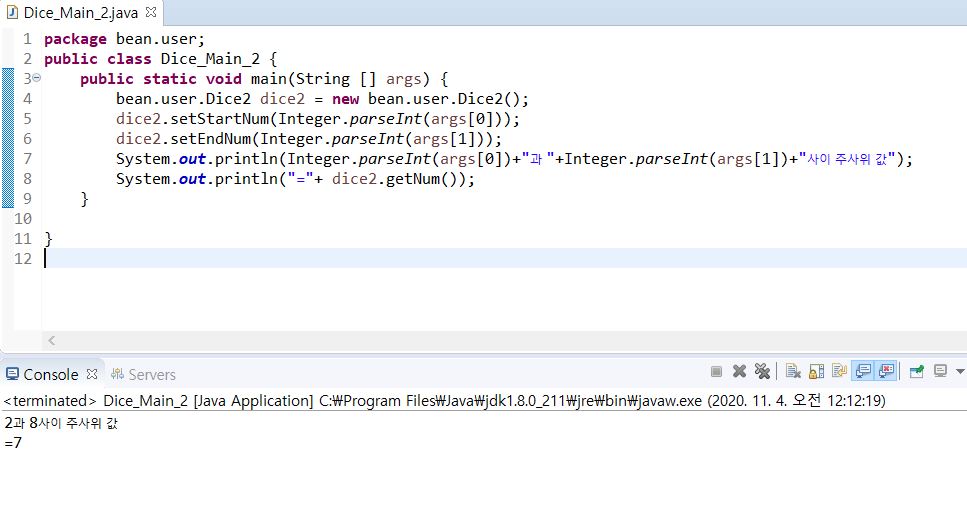 Dice_Main_2.java
1 package bean.user;
2 public class Dice_Main_2 {
3 public static void main(String [] args) {
4 bean.user.Dice2 dice2 = new bean.user.Dice2();
5 dice2.setStartNum(Integer.parseInt(args[0]));
6 dice2.setEndNum(Integer.parseInt(args[1]));
7 System.out.println(Integer.parseInt(args[0])+"과 "+Integer.parseInt(args[1])+"사이 주사위 값");
8 System.out.println("="+ dice2.getNum());
9 }
10
11 }
12
Console Servers
<terminated> Dice_Main_2 [Java Application] C:₩Program Files₩Java₩jdk1.8.0_211₩jre₩bin₩javaw.exe (2020. 11. 4. 오전 12:12:19)
2과 8사이 주사위 값
=7